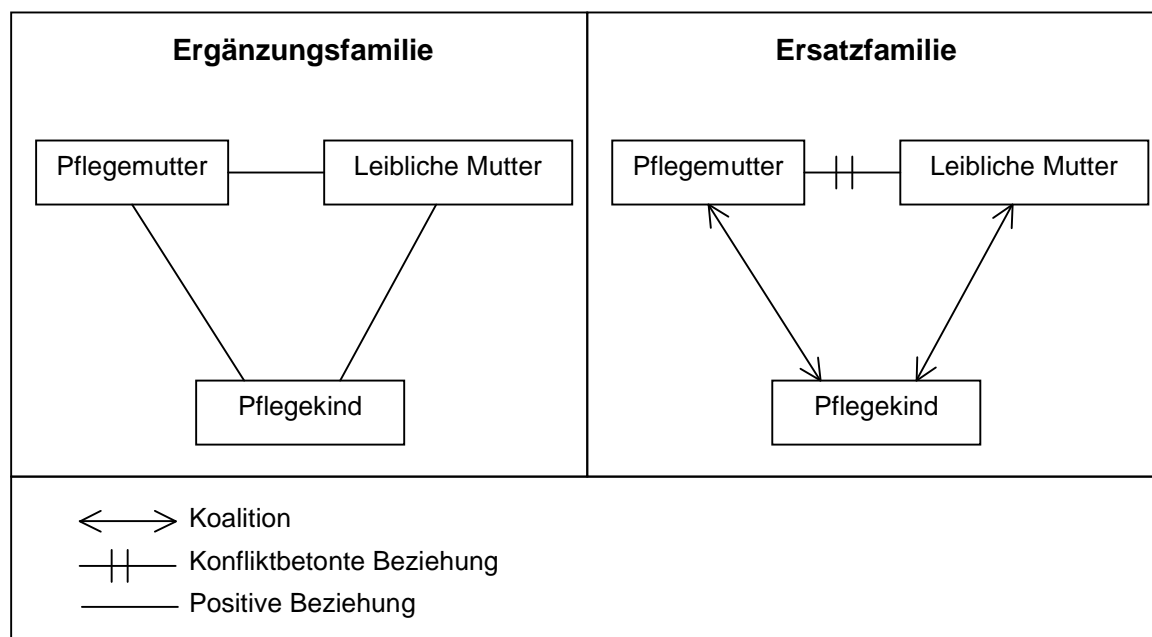 Ergänzungsfamilie
Pflegemutter
Leibliche Mutter
Pflegekind
Ersatzfamilie
Pflegemutter
Leibliche Mutter
Pflegekind
Koalition
Konfliktbetonte Beziehung
Positive Beziehung